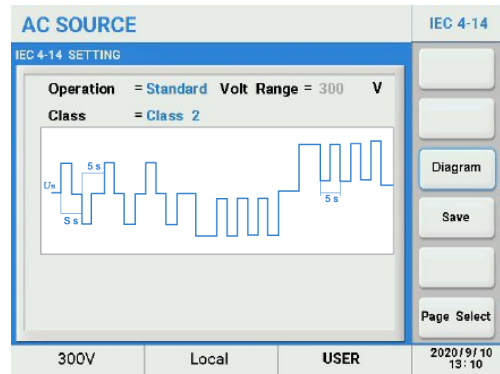 AC SOURCE
IEC 4-14
IEC 4-14 SETTING
Operation = Standard Volt Range = 300 V
Class = Class 2
5 s
Un
S s
5 s
Diagram
Save
Page Select
300V
Local
USER
2020/9/10
13:10